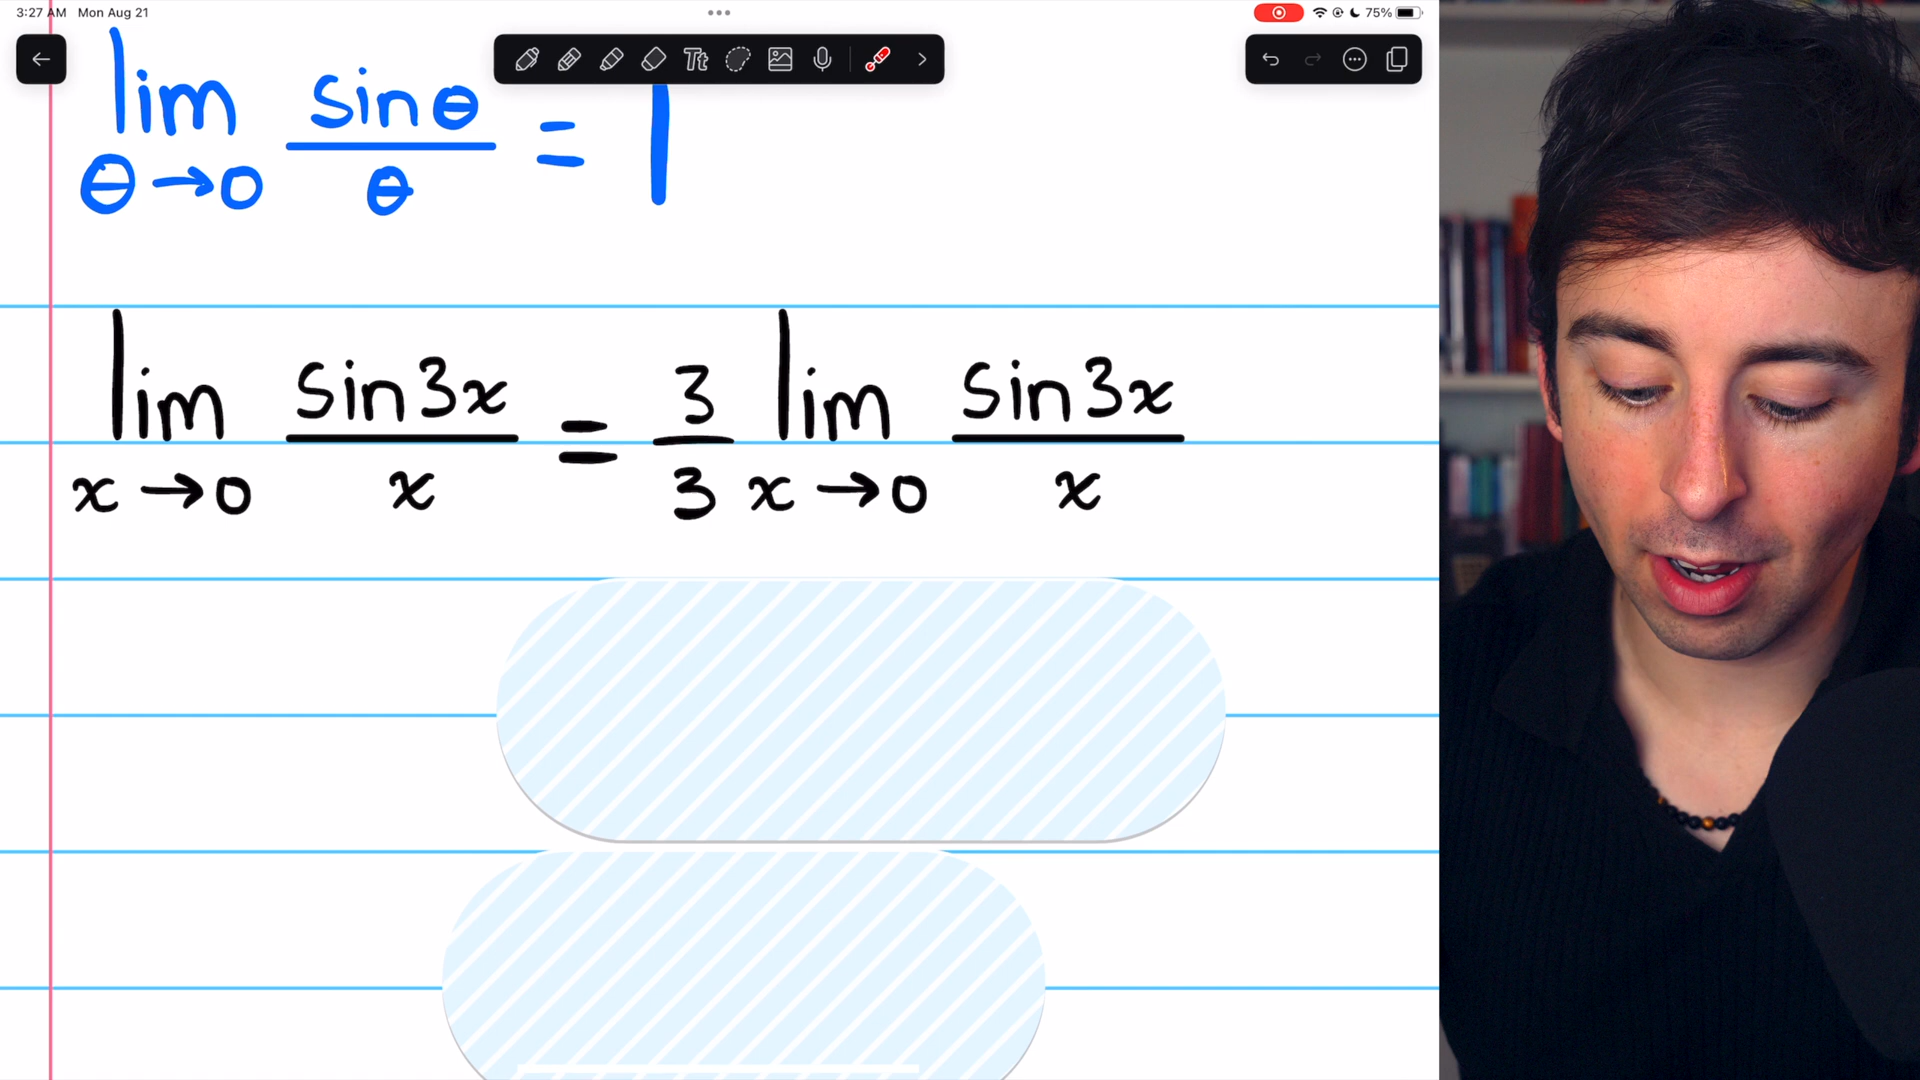 3:27 AM Mon Aug 21 75%
Tt
lim sinθ/θ = 1
θ→0
lim sin3x/x = 3/3 lim sin3x/x
x→0 x→0